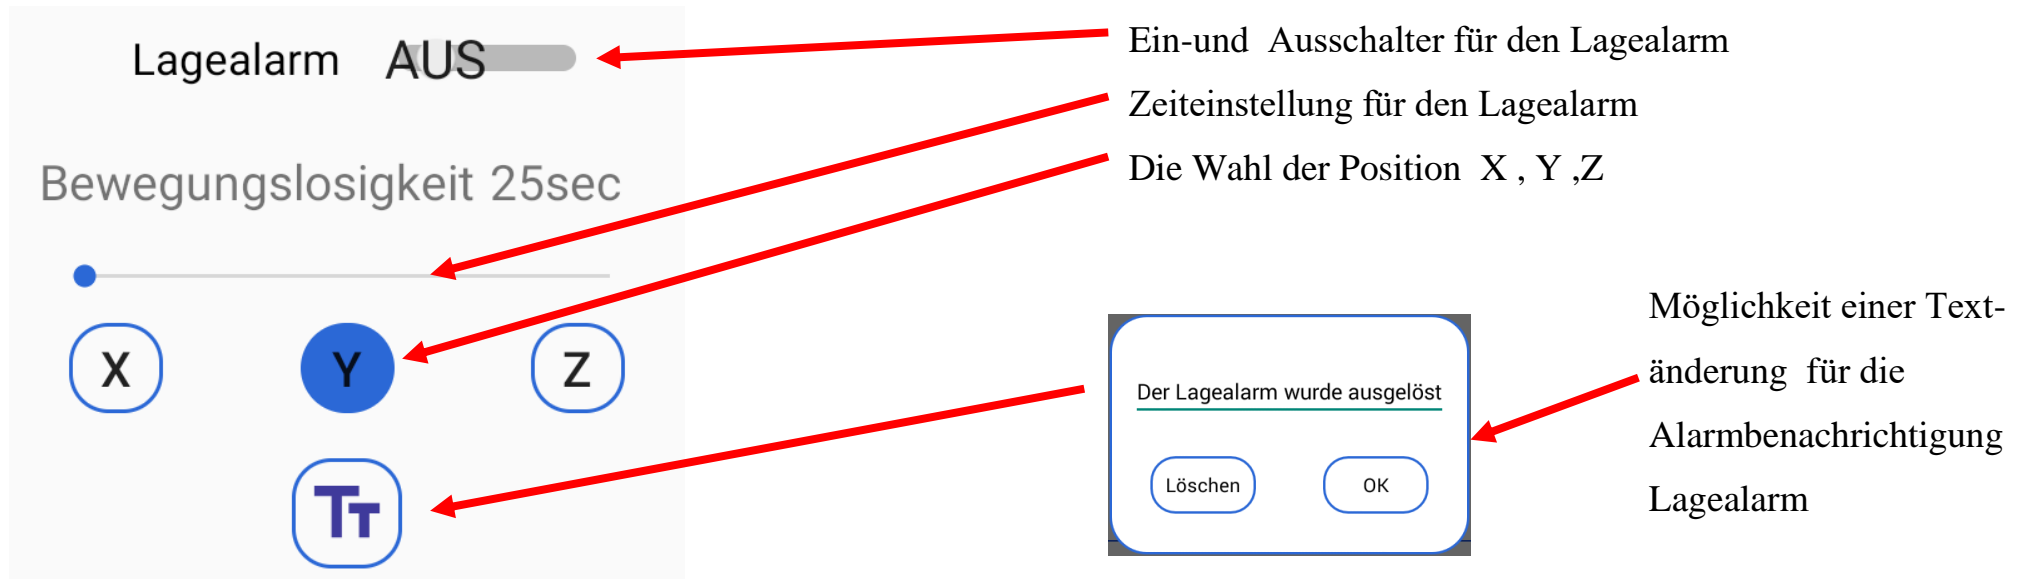 Lagealarm AUS
Ein-und Ausschalter für den Lagealarm
Zeiteinstellung für den Lagealarm
Die Wahl der Position X , Y ,Z
Bewegungslosigkeit 25sec
X Y Z
Tт
Der Lagealarm wurde ausgelöst
Löschen OK
Möglichkeit einer Text-
änderung für die
Alarmbenachrichtigung
Lagealarm